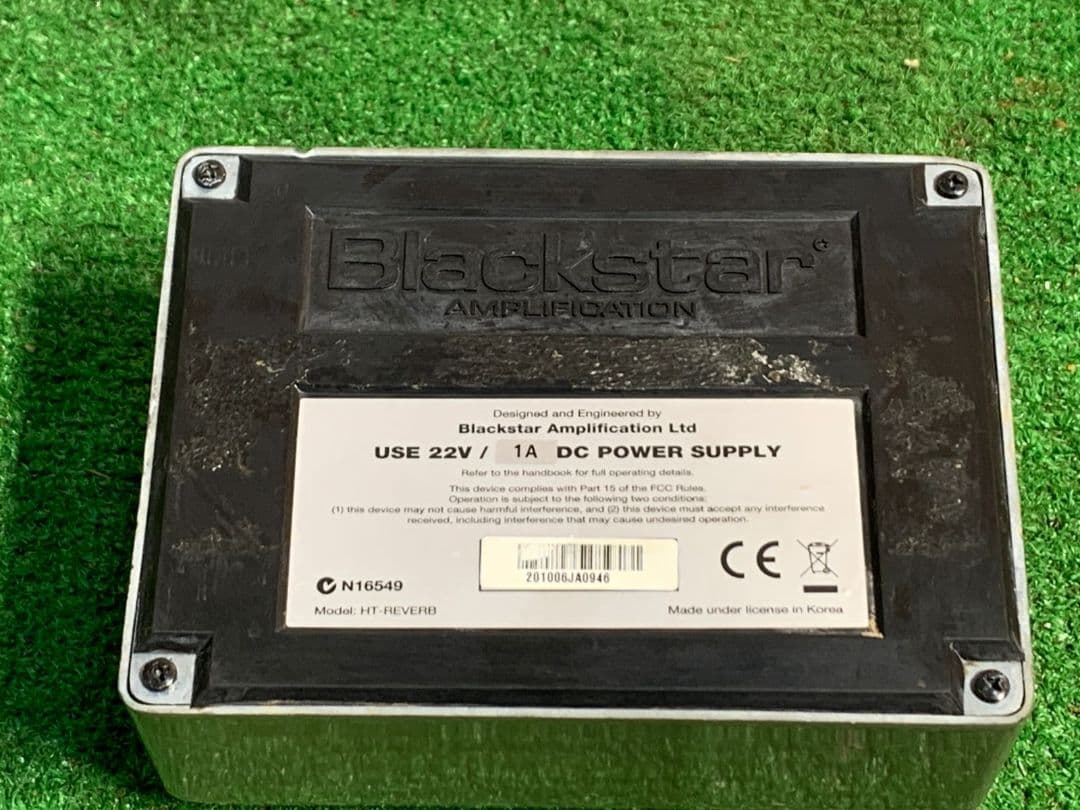 Blackstar
AMPLIFICATION
Designed and Engineered by
Blackstar Amplification Ltd
USE 22V / 1A DC POWER SUPPLY
Refer to the handbook for full operating details.
This device complies with Part 15 of the FCC Rules.
Operation is subject to the following two conditions:
(1) this device may not cause harmful interference, and (2) this device must accept any interference
received, including interference that may cause undesired operation.
201006JA0946
CE
N16549
Model: HT-REVERB
Made under license in Korea